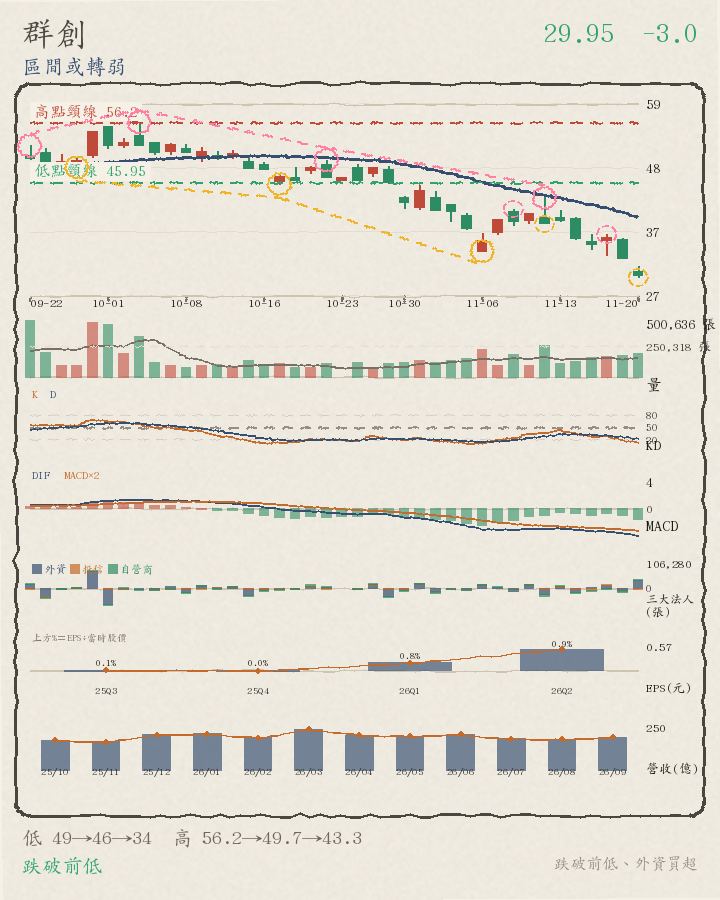 群創
29.95 -3.0
區間或轉弱
高點頸線 56.2
59
低點頸線 45.95
48
37
27
09-22 10-01 10-08 10-16 10-23 10-30 11-06 11-13 11-20
500,636 張
250,318 張
量
K D
80
50
20
KD
DIF MACD×2
4
0
MACD
外資 投信 自營商
106,280
0
三大法人
(張)
上方%=EPS÷當時股價
0.1% 0.0% 0.8% 0.9%
0.57
25Q3 25Q4 26Q1 26Q2
EPS(元)
250
25/10 25/11 25/12 26/01 26/02 26/03 26/04 26/05 26/06 26/07 26/08 26/09
營收(億)
低 49→46→34 高 56.2→49.7→43.3
跌破前低
跌破前低、外資買超